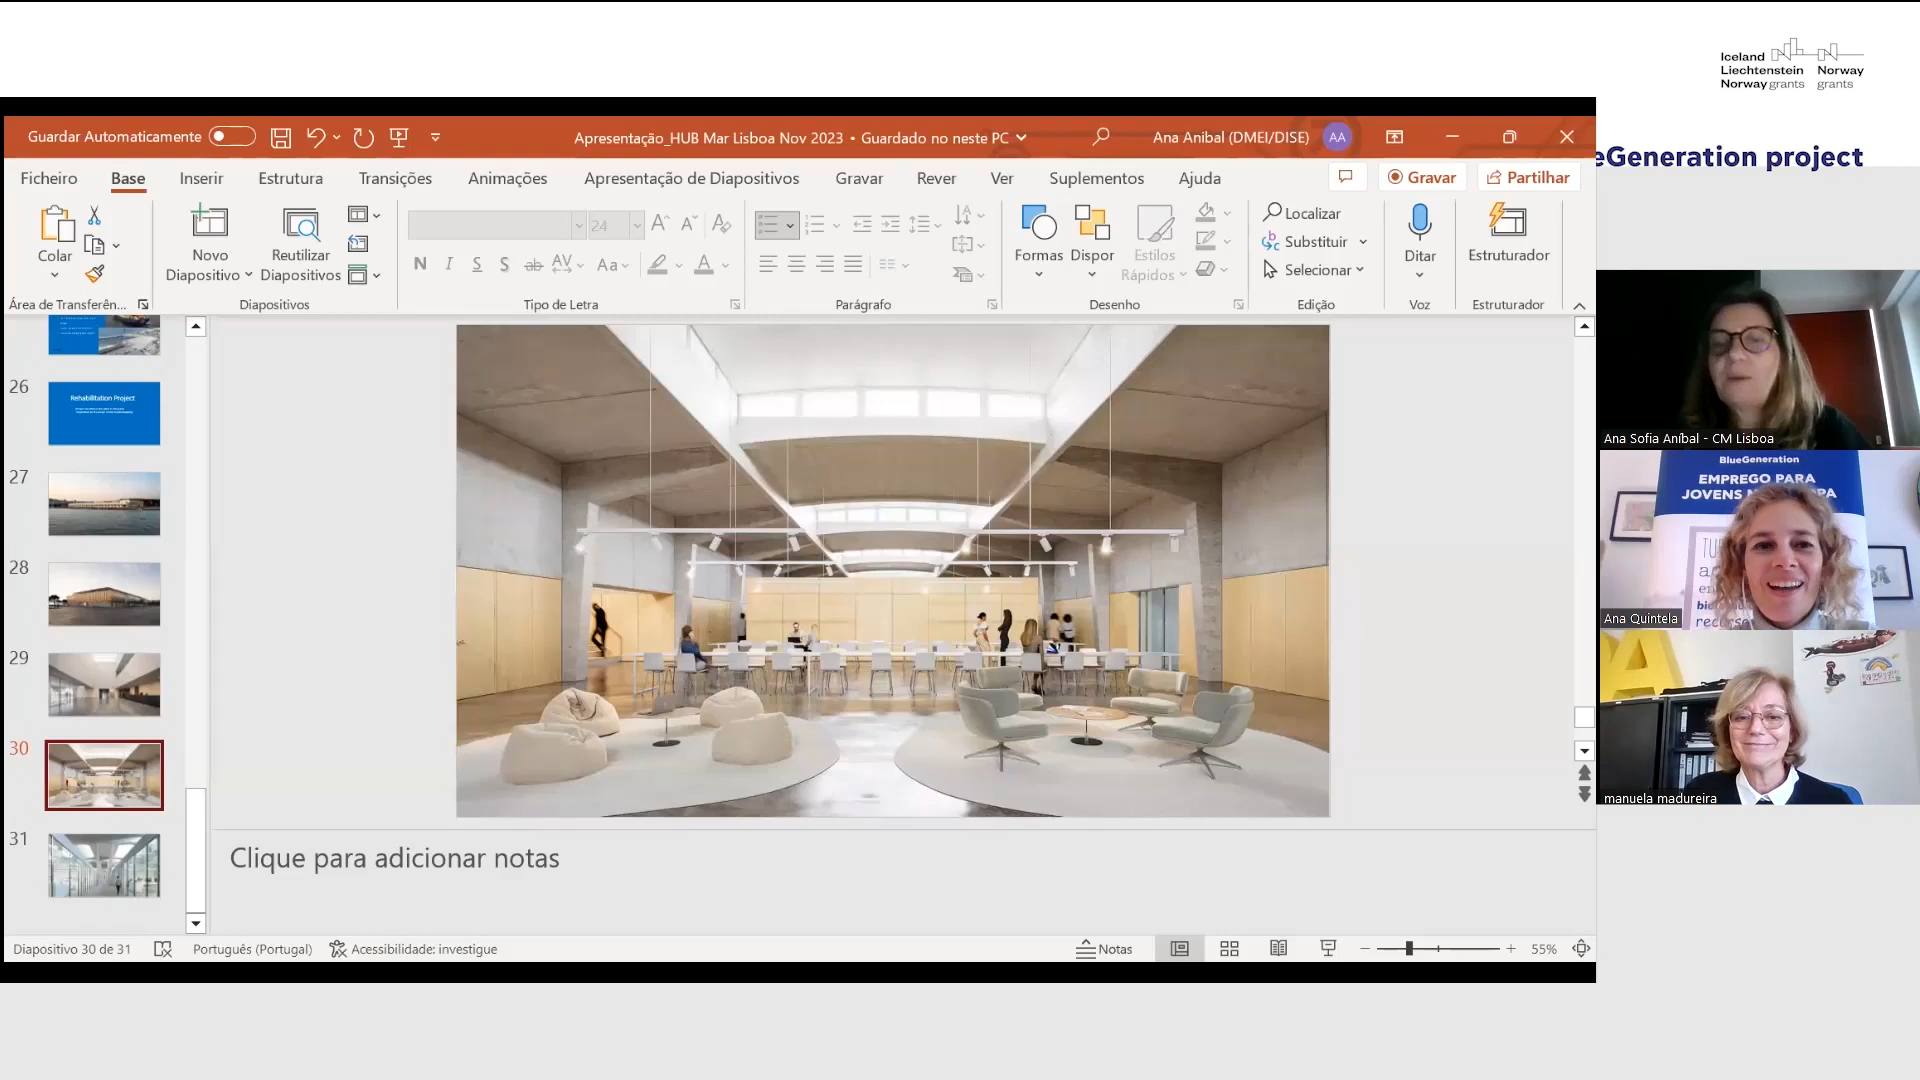 Iceland
Liechtenstein Norway
Norway grants grants
eGeneration project
Guardar Automaticamente
Apresentação_HUB Mar Lisboa Nov 2023 • Guardado no neste PC
Ana Anibal (DMEI/DISE) AA
Ficheiro Base Inserir Estrutura Transições Animações Apresentação de Diapositivos Gravar Rever Ver Suplementos Ajuda
Gravar Partilhar
Colar
Novo Diapositivo
Reutilizar Diapositivos
24
N I S S ab AV Aa A
Formas Dispor Estilos Rápidos
Localizar
Substituir
Selecionar
Ditar
Estruturador
Área de Transferên... Diapositivos Tipo de Letra Parágrafo Desenho Edição Voz Estruturador
26
Rehabilitation Project
27
28
29
30
31
Clique para adicionar notas
Diapositivo 30 de 31 Português (Portugal) Acessibilidade: investigue Notas 55%
Ana Sofia Aníbal - CM Lisboa
BlueGeneration
EMPREGO PARA
JOVENS
Ana Quintela
manuela madureira